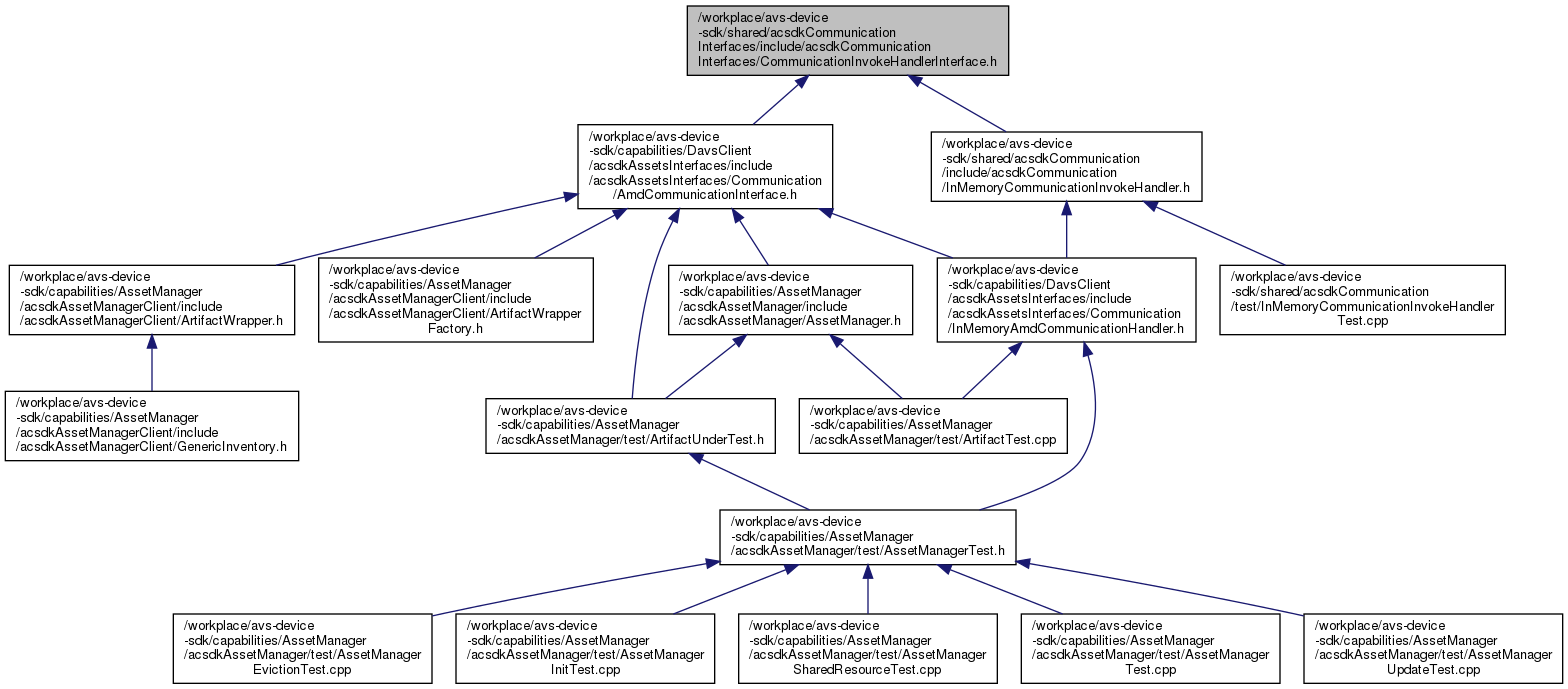 /workplace/avs-device
-sdk/shared/acsdkCommunication
Interfaces/include/acsdkCommunication
Interfaces/CommunicationInvokeHandlerInterface.h
/workplace/avs-device
-sdk/capabilities/DavsClient
/acsdkAssetsInterfaces/include
/acsdkAssetsInterfaces/Communication
/AmdCommunicationInterface.h
/workplace/avs-device
-sdk/shared/acsdkCommunication
/include/acsdkCommunication
/InMemoryCommunicationInvokeHandler.h
/workplace/avs-device
-sdk/capabilities/AssetManager
/acsdkAssetManagerClient/include
/acsdkAssetManagerClient/ArtifactWrapper.h
/workplace/avs-device
-sdk/capabilities/AssetManager
/acsdkAssetManagerClient/include
/acsdkAssetManagerClient/ArtifactWrapper
Factory.h
/workplace/avs-device
-sdk/capabilities/AssetManager
/acsdkAssetManager/include
/acsdkAssetManager/AssetManager.h
/workplace/avs-device
-sdk/capabilities/DavsClient
/acsdkAssetsInterfaces/include
/acsdkAssetsInterfaces/Communication
/InMemoryAmdCommunicationHandler.h
/workplace/avs-device
-sdk/shared/acsdkCommunication
/test/InMemoryCommunicationInvokeHandler
Test.cpp
/workplace/avs-device
-sdk/capabilities/AssetManager
/acsdkAssetManagerClient/include
/acsdkAssetManagerClient/GenericInventory.h
/workplace/avs-device
-sdk/capabilities/AssetManager
/acsdkAssetManager/test/ArtifactUnderTest.h
/workplace/avs-device
-sdk/capabilities/AssetManager
/acsdkAssetManager/test/ArtifactTest.cpp
/workplace/avs-device
-sdk/capabilities/AssetManager
/acsdkAssetManager/test/AssetManagerTest.h
/workplace/avs-device
-sdk/capabilities/AssetManager
/acsdkAssetManager/test/AssetManager
EvictionTest.cpp
/workplace/avs-device
-sdk/capabilities/AssetManager
/acsdkAssetManager/test/AssetManager
InitTest.cpp
/workplace/avs-device
-sdk/capabilities/AssetManager
/acsdkAssetManager/test/AssetManager
SharedResourceTest.cpp
/workplace/avs-device
-sdk/capabilities/AssetManager
/acsdkAssetManager/test/AssetManager
Test.cpp
/workplace/avs-device
-sdk/capabilities/AssetManager
/acsdkAssetManager/test/AssetManager
UpdateTest.cpp